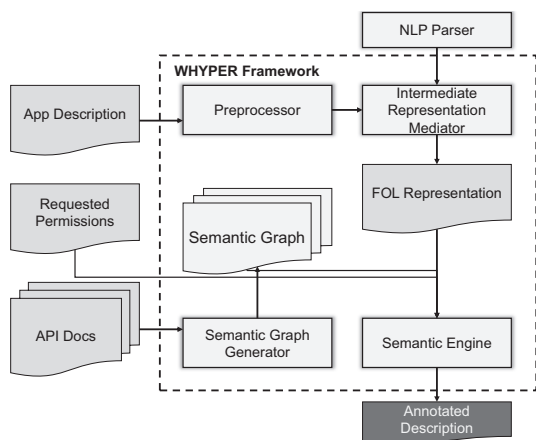 NLP Parser
WHYPER Framework
App Description
Preprocessor
Intermediate
Representation
Mediator
Requested
Permissions
Semantic Graph
FOL Representation
API Docs
Semantic Graph
Generator
Semantic Engine
Annotated
Description